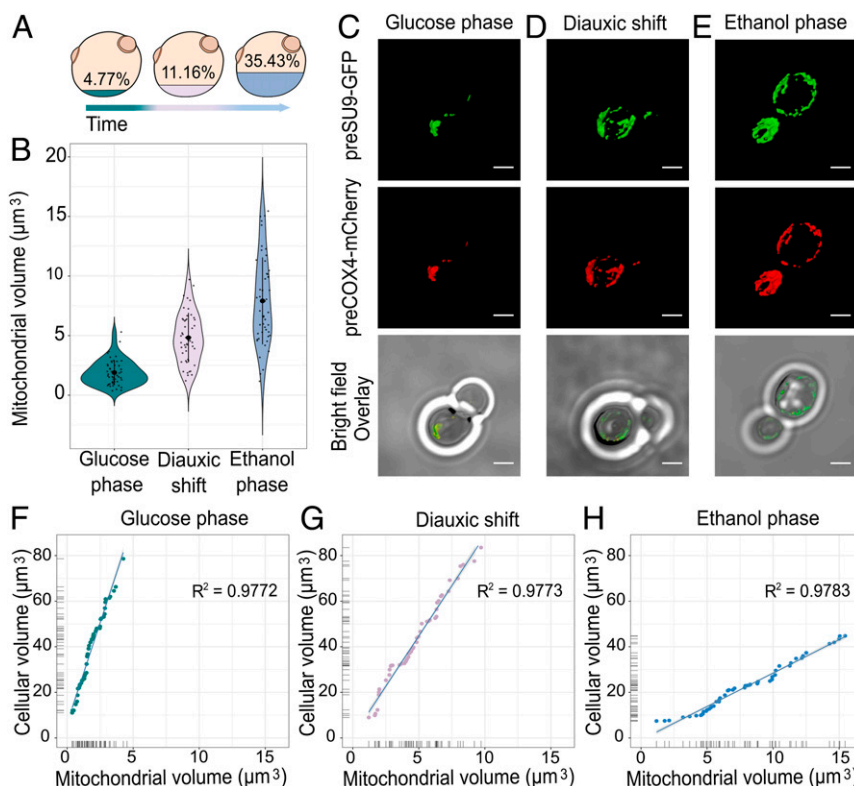 A
4.77%
11.16%
35.43%
Time
B
Mitochondrial volume (µm³)
20
15
10
5
0
Glucose phase
Diauxic shift
Ethanol phase
C
Glucose phase
D
Diauxic shift
E
Ethanol phase
preSU9-GFP
preCOX4-mCherry
Bright field
Overlay
F
Glucose phase
Cellular volume (µm³)
80
60
40
20
0
R² = 0.9772
0 5 10 15
Mitochondrial volume (µm³)
G
Diauxic shift
Cellular volume (µm³)
80
60
40
20
0
R² = 0.9773
0 5 10 15
Mitochondrial volume (µm³)
H
Ethanol phase
Cellular volume (µm³)
80
60
40
20
0
R² = 0.9783
0 5 10 15
Mitochondrial volume (µm³)